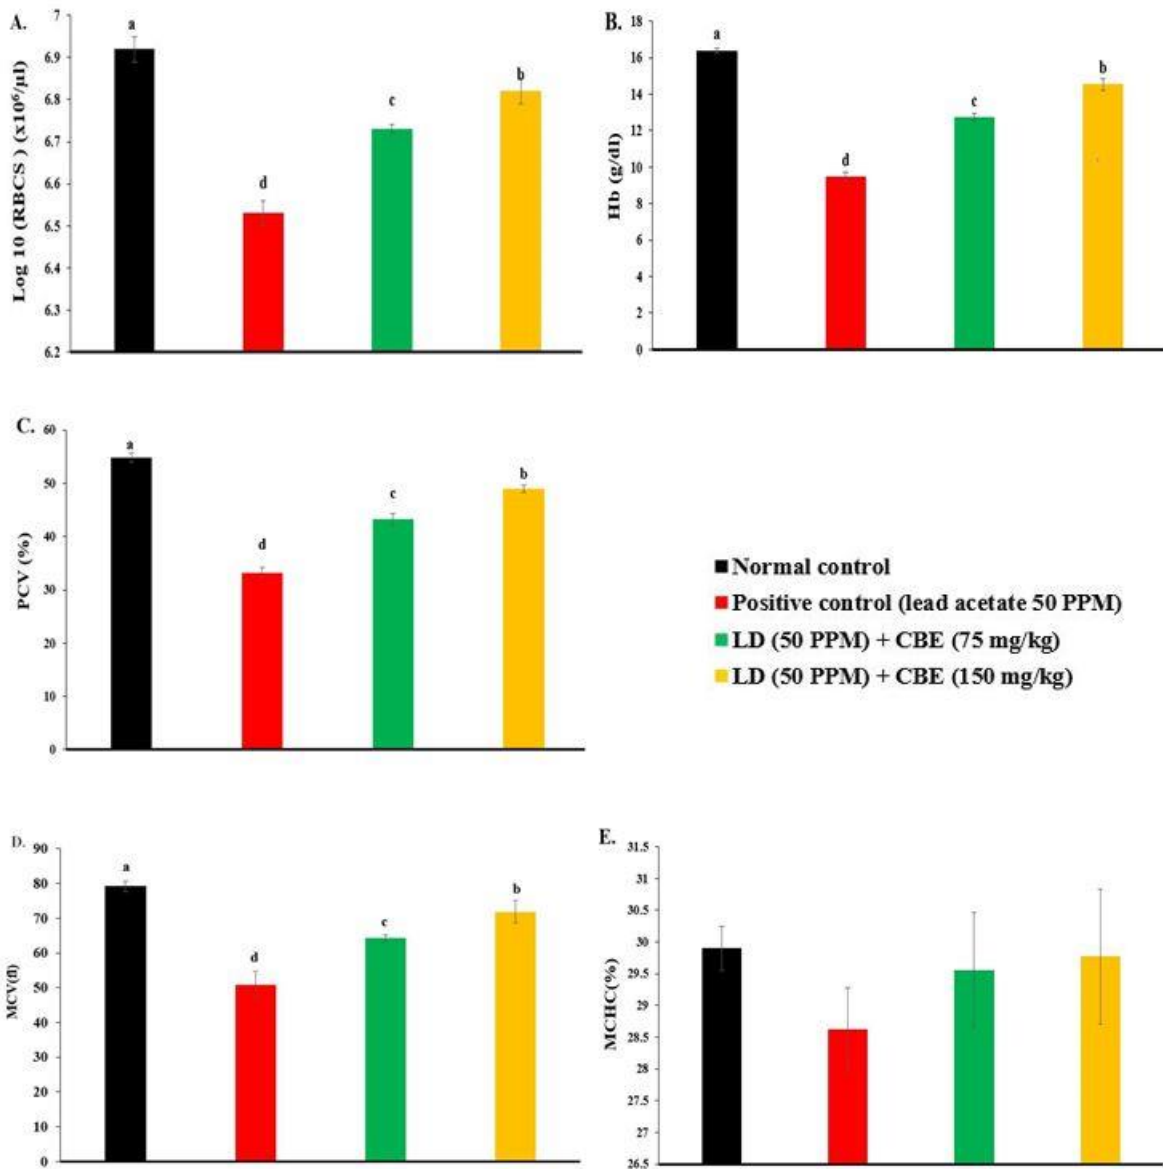 A.
Log 10 (RBCS ) (x10⁶/µl)
7
6.9
6.8
6.7
6.6
6.5
6.4
6.3
6.2
a
d
c
b
B.
Hb (g/dl)
18
16
14
12
10
8
6
4
2
0
a
d
c
b
C.
PCV (%)
60
50
40
30
20
10
0
a
d
c
b
Normal control
Positive control (lead acetate 50 PPM)
LD (50 PPM) + CBE (75 mg/kg)
LD (50 PPM) + CBE (150 mg/kg)
D.
MCV(fl)
90
80
70
60
50
40
30
20
10
0
a
d
c
b
E.
MCHC(%)
31.5
31
30.5
30
29.5
29
28.5
28
27.5
27
26.5